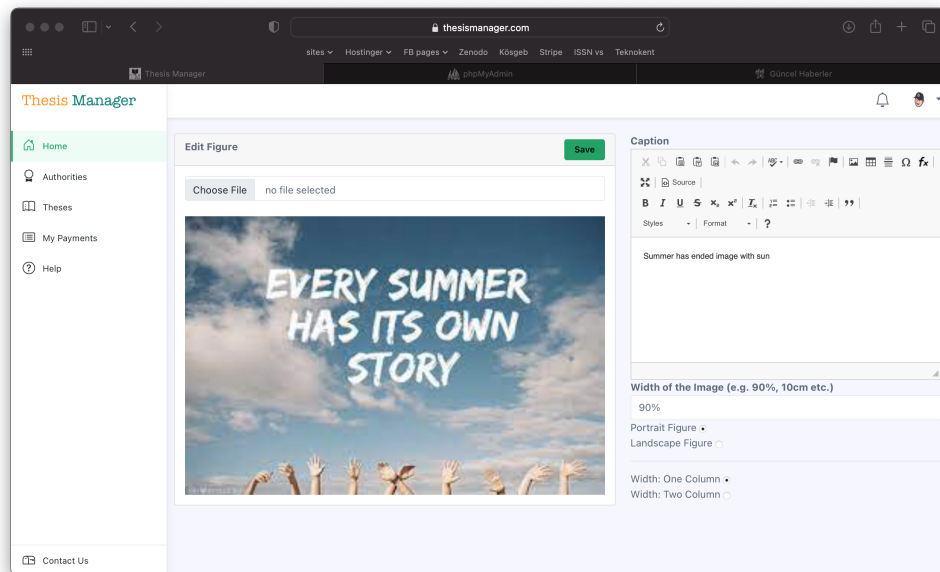 thesismanager.com
sites Hostinger FB pages Zenodo Kösgeb Stripe ISSN vs Teknokent
Thesis Manager
phpMyAdmin
Güncel Haberler
Thesis Manager
Home
Authorities
Theses
My Payments
Help
Contact Us
Edit Figure
Save
Choose File no file selected
EVERY SUMMER
HAS ITS OWN
STORY
Caption
Source
B I U S x₂ x² Iₓ
Styles Format ?
Summer has ended image with sun
Width of the Image (e.g. 90%, 10cm etc.)
90%
Portrait Figure
Landscape Figure
Width: One Column
Width: Two Column